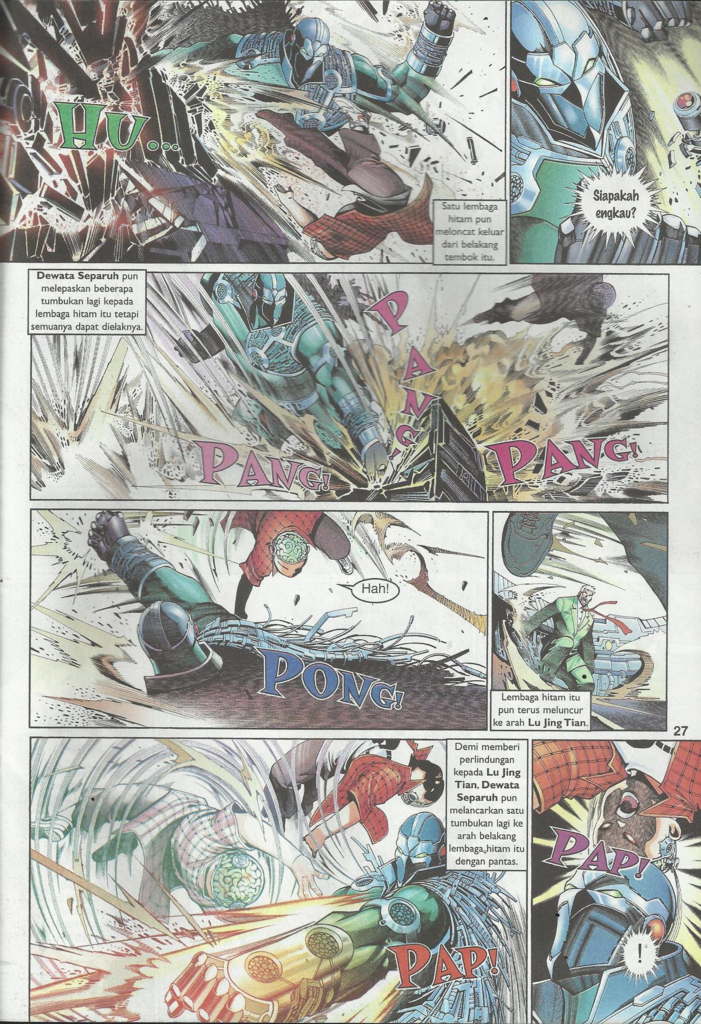 HU...
Satu lembaga
hitam pun
meloncat keluar
dari belakang
tembok itu.
Siapakah
engkau?
Dewata Separuh pun
melepaskan beberapa
tumbukan lagi kepada
lembaga hitam itu tetapi
semuanya dapat dielaknya.
PANG
PANG!
PANG!
Hah!
PONG!
Lembaga hitam itu
pun terus meluncur
ke arah Lu Jing Tian.
27
Demi memberi
perlindungan
kepada Lu Jing
Tian, Dewata
Separuh pun
melancarkan satu
tumbukan lagi ke
arah belakang
lembaga,hitam itu
dengan pantas.
PAP!
PAP!
!